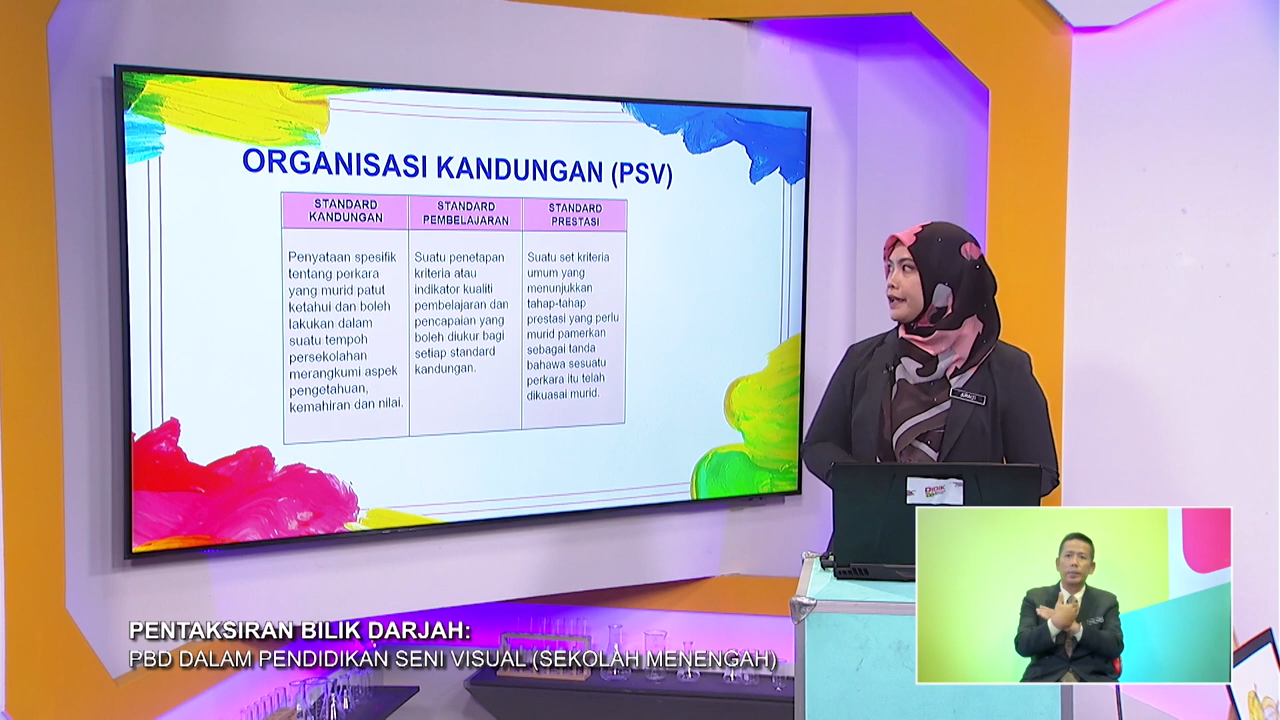 ORGANISASI KANDUNGAN (PSV)
STANDARD
KANDUNGAN
Penyataan spesifik
tentang perkara
yang murid patut
ketahui dan boleh
lakukan dalam
suatu tempoh
persekolahan
merangkumi aspek
pengetahuan,
kemahiran dan nilai.
STANDARD
PEMBELAJARAN
Suatu penetapan
kriteria atau
indikator kualiti
pembelajaran dan
pencapaian yang
boleh diukur bagi
setiap standard
kandungan.
STANDARD
PRESTASI
Suatu set kriteria
umum yang
menunjukkan
tahap-tahap
prestasi yang perlu
murid pamerkan
sebagai tanda
bahawa sesuatu
perkara itu telah
dikuasai murid.
DIDIK
PENTAKSIRAN BILIK DARJAH:
PBD DALAM PENDIDIKAN SENI VISUAL (SEKOLAH MENENGAH)